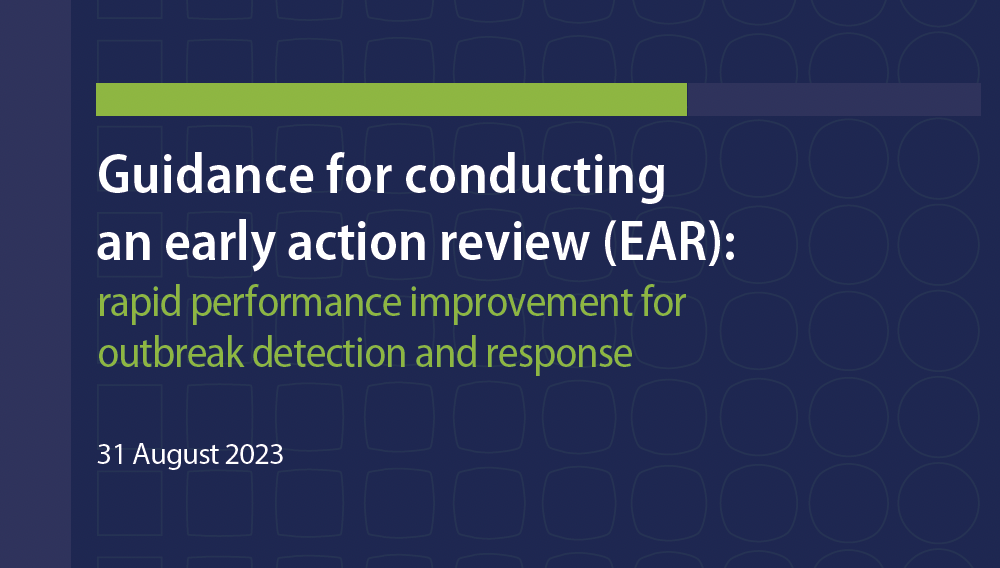 Guidance for conducting
an early action review (EAR):
rapid performance improvement for
outbreak detection and response
31 August 2023